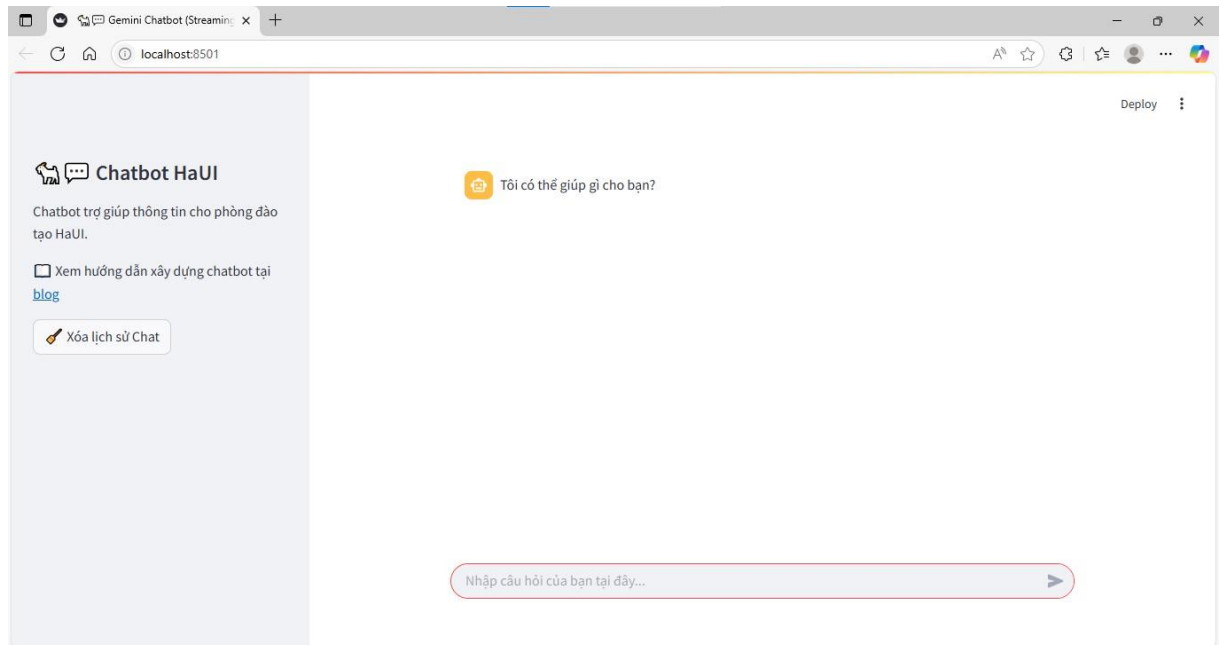 Gemini Chatbot (Streaming
localhost:8501
Deploy
Chatbot HaUI
Chatbot trợ giúp thông tin cho phòng đào
tạo HaUI.
Xem hướng dẫn xây dựng chatbot tại
blog
Xóa lịch sử Chat
Tôi có thể giúp gì cho bạn?
Nhập câu hỏi của bạn tại đây...